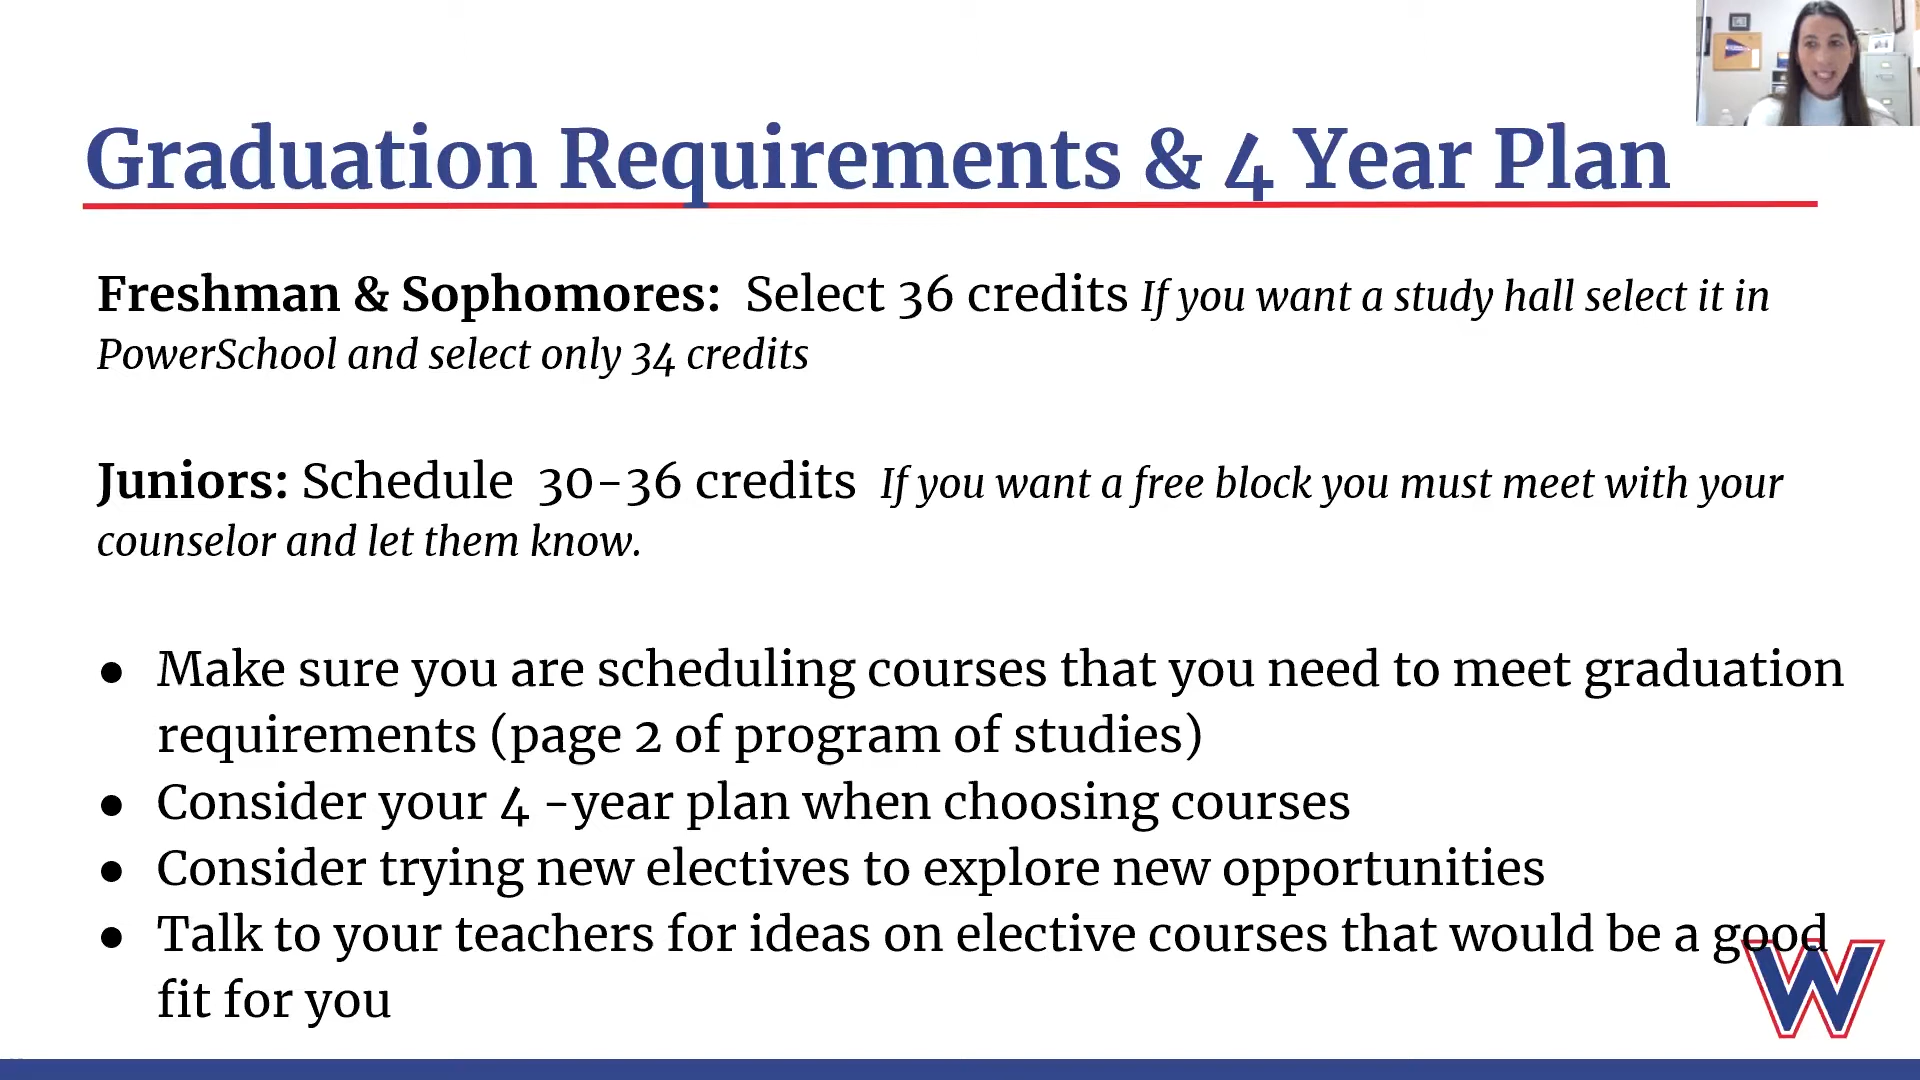 Graduation Requirements & 4 Year Plan
Freshman & Sophomores: Select 36 credits If you want a study hall select it in
PowerSchool and select only 34 credits
Juniors: Schedule 30-36 credits If you want a free block you must meet with your
counselor and let them know.
● Make sure you are scheduling courses that you need to meet graduation
requirements (page 2 of program of studies)
● Consider your 4 -year plan when choosing courses
● Consider trying new electives to explore new opportunities
● Talk to your teachers for ideas on elective courses that would be a good
fit for you
W